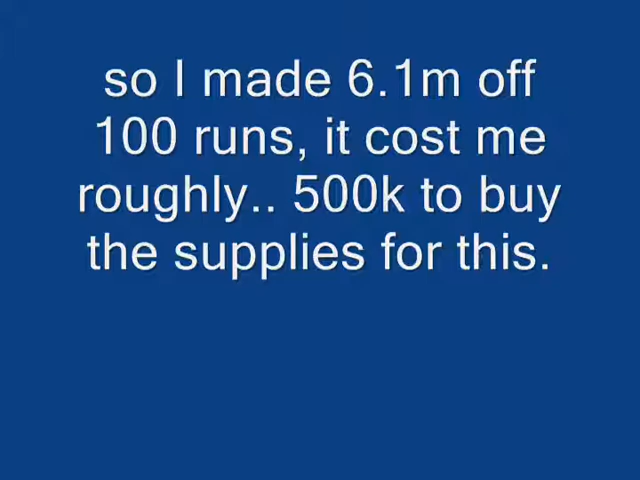 so I made 6.1m off
100 runs, it cost me
roughly.. 500k to buy
the supplies for this.